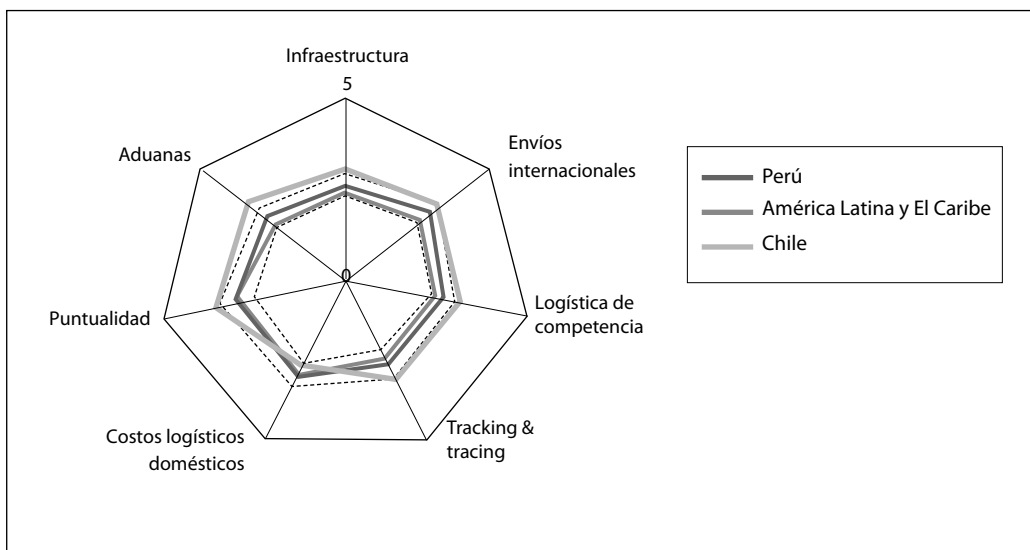 Infraestructura
5
Envíos
internacionales
Aduanas
0
Puntualidad
Logística de
competencia
Costos logísticos
domésticos
Tracking &
tracing
Perú
América Latina y El Caribe
Chile